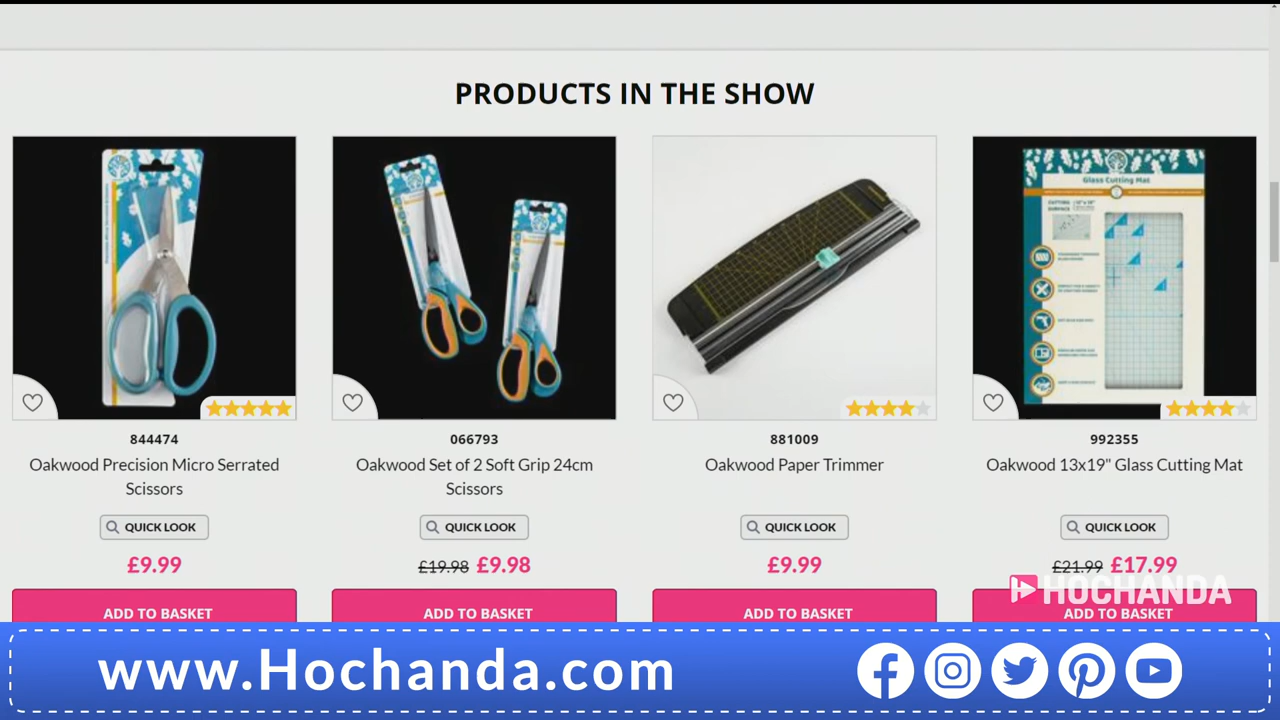 PRODUCTS IN THE SHOW
Glass Cutting Mat
844474
Oakwood Precision Micro Serrated
Scissors
QUICK LOOK
£9.99
ADD TO BASKET
066793
Oakwood Set of 2 Soft Grip 24cm
Scissors
QUICK LOOK
£19.98 £9.98
ADD TO BASKET
881009
Oakwood Paper Trimmer
QUICK LOOK
£9.99
ADD TO BASKET
992355
Oakwood 13x19" Glass Cutting Mat
QUICK LOOK
£21.99 £17.99
ADD TO BASKET
HOCHANDA
www.Hochanda.com